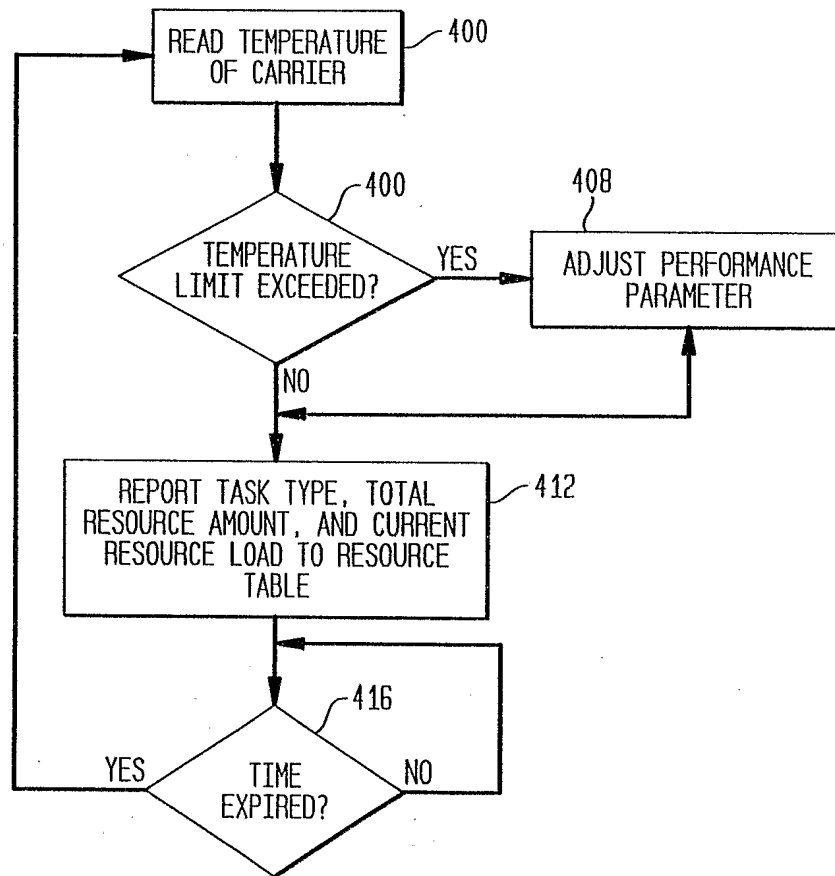 READ TEMPERATURE
OF CARRIER
400
400
TEMPERATURE
LIMIT EXCEEDED?
YES
408
ADJUST PERFORMANCE
PARAMETER
NO
REPORT TASK TYPE, TOTAL
RESOURCE AMOUNT, AND CURRENT
RESOURCE LOAD TO RESOURCE
TABLE
412
416
YES
TIME
EXPIRED?
NO